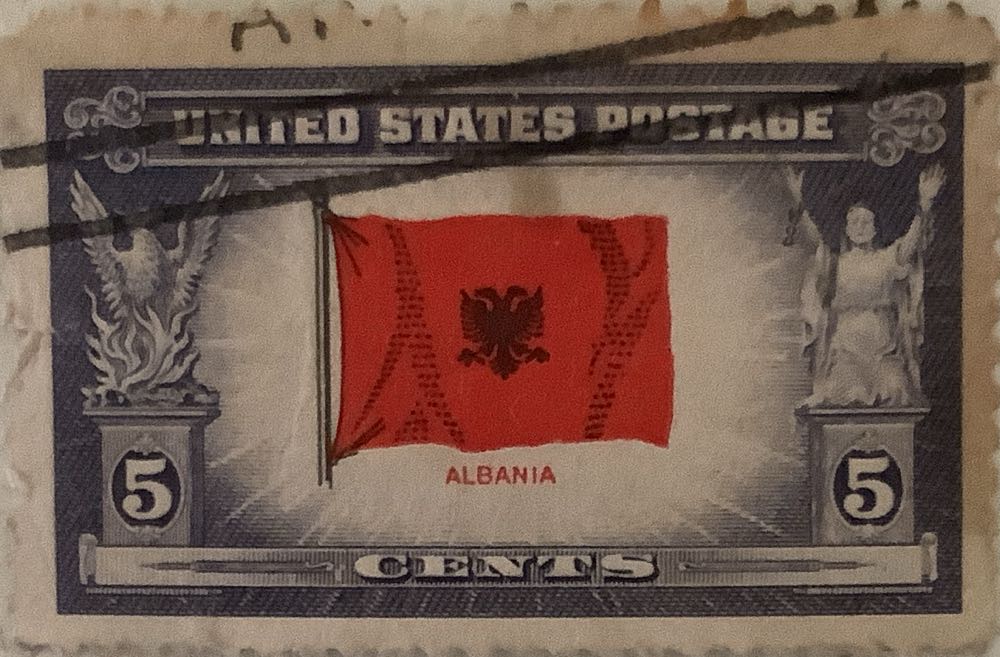 UNITED STATES POSTAGE
ALBANIA
5 5
CENTS